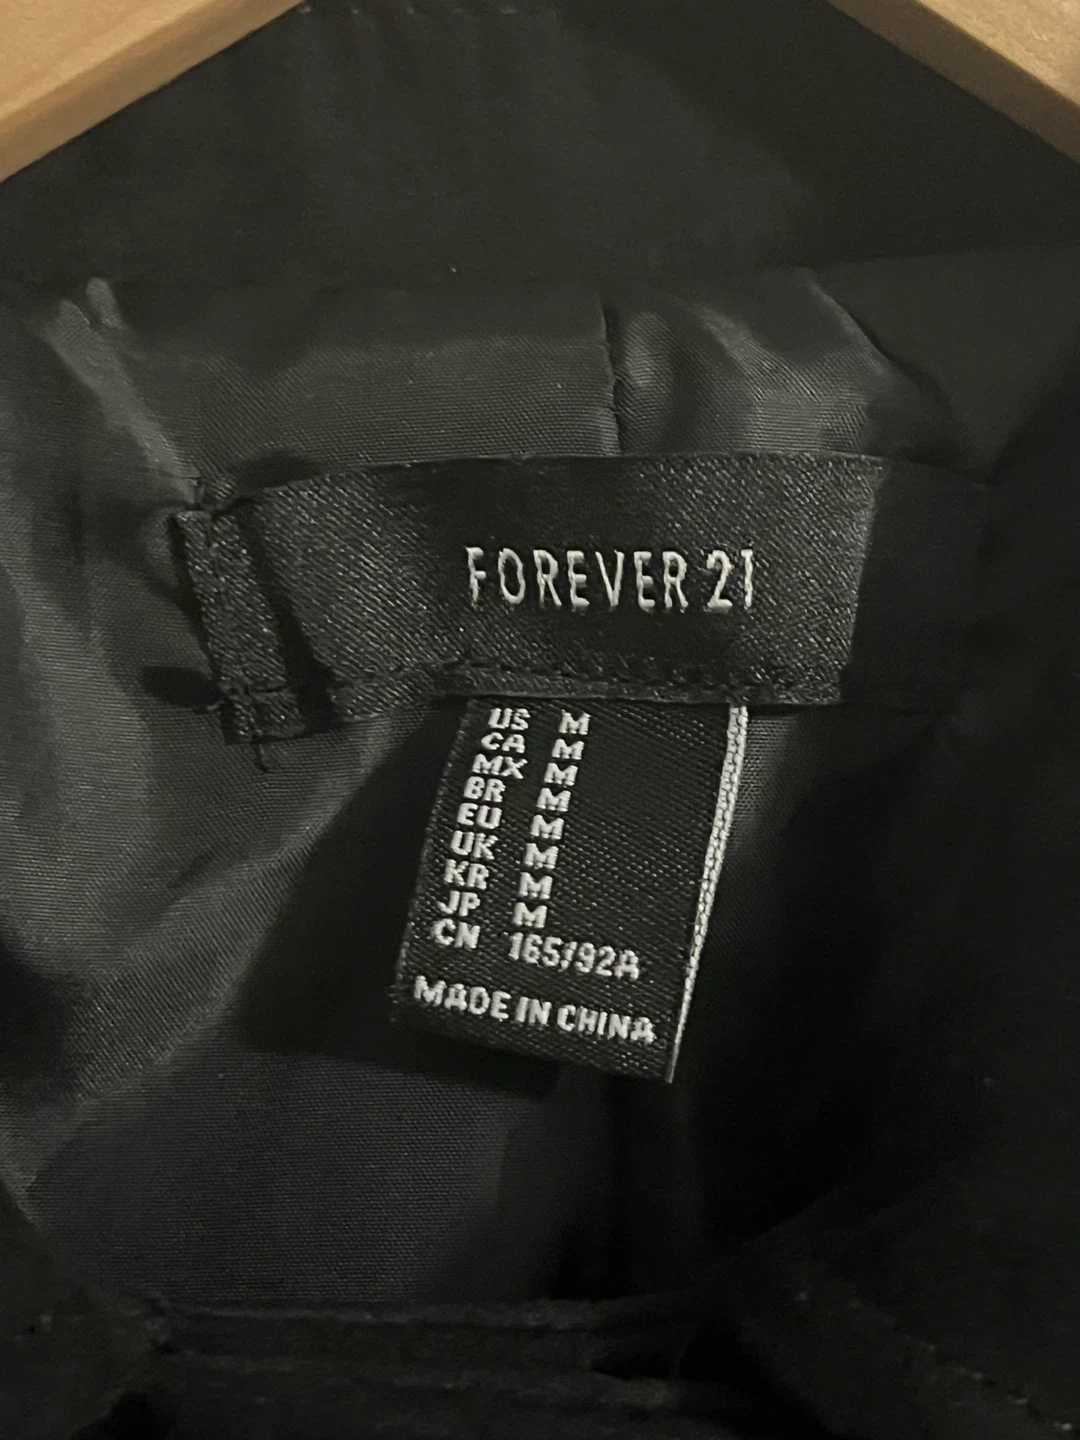 FOREVER 21
US M
CA M
MX M
BR M
EU M
UK M
KR M
JP M
CN 165/92A
MADE IN CHINA